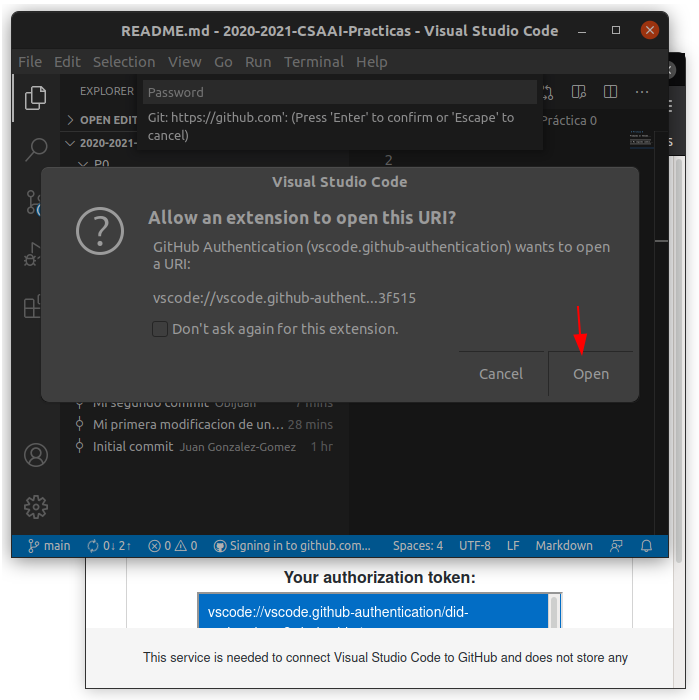 README.md - 2020-2021-CSAAI-Practicas - Visual Studio Code
File Edit Selection View Go Run Terminal Help
EXPLORER
Password
Git: https://github.com': (Press 'Enter' to confirm or 'Escape' to
cancel)
OPEN EDIT
2020-2021-
P0
Práctica 0
2
Visual Studio Code
Allow an extension to open this URI?
GitHub Authentication (vscode.github-authentication) wants to open
a URI:
vscode://vscode.github-authent...3f515
Don't ask again for this extension.
Cancel
Open
Mi segundo commit Obijuan 7 mins
Mi primera modificacion de un... 28 mins
Initial commit Juan Gonzalez-Gomez 1 hr
main 0↓ 2↑ 0 0 Signing in to github.com... Spaces: 4 UTF-8 LF Markdown
Your authorization token:
vscode://vscode.github-authentication/did-
This service is needed to connect Visual Studio Code to GitHub and does not store any